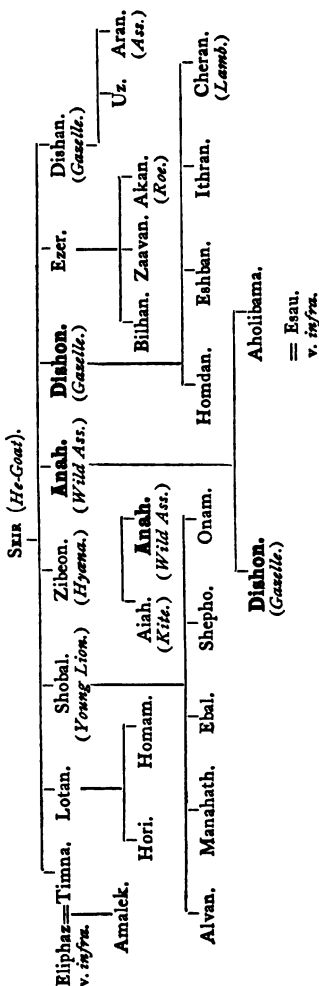 SEIR (He-Goat).
Eliphaz=Timna. Lotan. Shobal. Zibeon. Anah. Dishon. Ezer. Dishan.
v. infra. (Young Lion.) (Hyæna.) (Wild Ass.) (Gazelle.) (Gazelle.)
Amalek. Uz. Aran.
(Ass.)
Hori. Homam. Aiah. Anah. Bilhan. Zaavan. Akan.
(Kite.) (Wild Ass.) (Roe.)
Alvan. Manahath. Ebal. Shepho. Onam. Homdan. Eshban. Ithran. Cheran.
(Lamb.)
Dishon. Aholibama.
(Gazelle.)
= Esau.
v. infra.